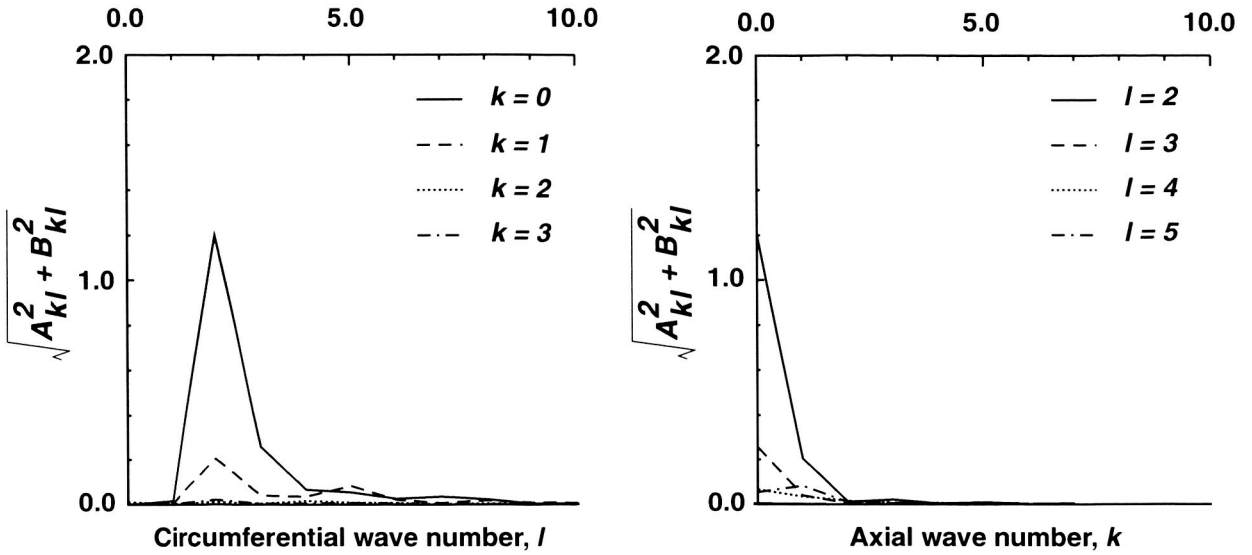 0.0 5.0 10.0
2.0
k = 0
k = 1
k = 2
k = 3
1.0
0.0
√A²kl + B²kl
Circumferential wave number, l
0.0 5.0 10.0
2.0
l = 2
l = 3
l = 4
l = 5
1.0
0.0
√A²kl + B²kl
Axial wave number, k